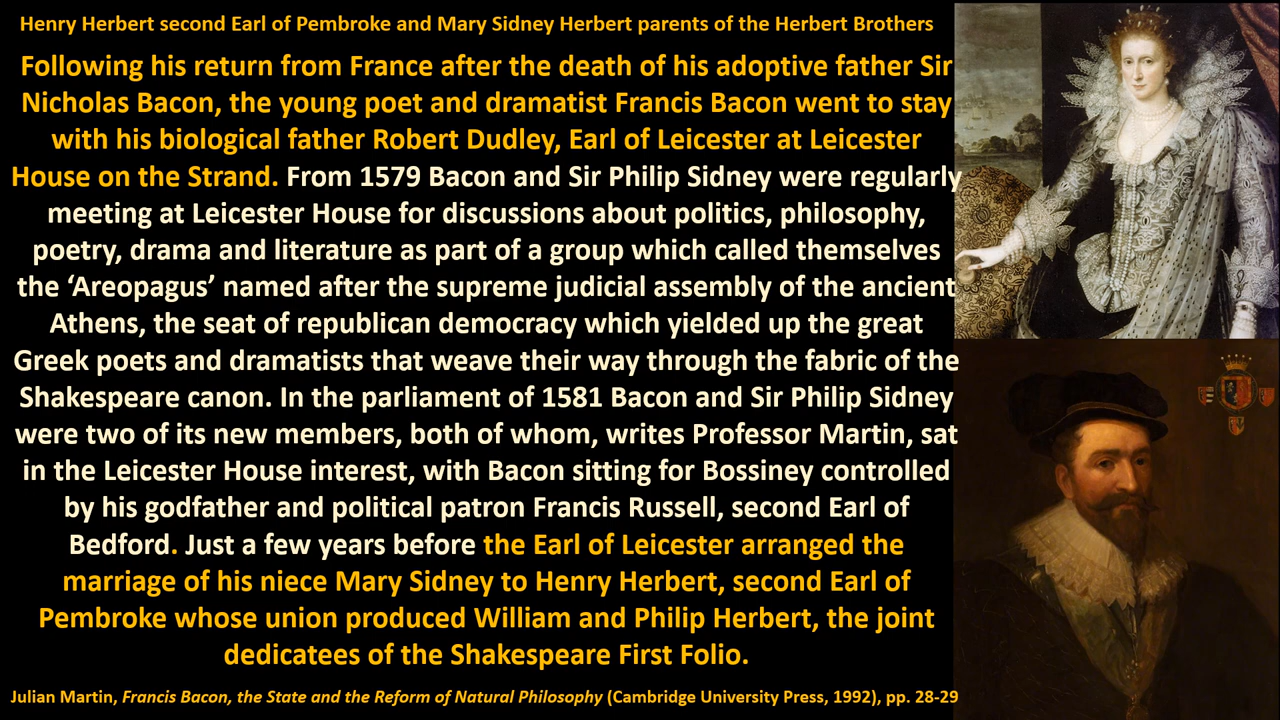 Henry Herbert second Earl of Pembroke and Mary Sidney Herbert parents of the Herbert Brothers
Following his return from France after the death of his adoptive father Sir
Nicholas Bacon, the young poet and dramatist Francis Bacon went to stay
with his biological father Robert Dudley, Earl of Leicester at Leicester
House on the Strand. From 1579 Bacon and Sir Philip Sidney were regularly
meeting at Leicester House for discussions about politics, philosophy,
poetry, drama and literature as part of a group which called themselves
the ‘Areopagus’ named after the supreme judicial assembly of the ancient
Athens, the seat of republican democracy which yielded up the great
Greek poets and dramatists that weave their way through the fabric of the
Shakespeare canon. In the parliament of 1581 Bacon and Sir Philip Sidney
were two of its new members, both of whom, writes Professor Martin, sat
in the Leicester House interest, with Bacon sitting for Bossiney controlled
by his godfather and political patron Francis Russell, second Earl of
Bedford. Just a few years before the Earl of Leicester arranged the
marriage of his niece Mary Sidney to Henry Herbert, second Earl of
Pembroke whose union produced William and Philip Herbert, the joint
dedicatees of the Shakespeare First Folio.
Julian Martin, Francis Bacon, the State and the Reform of Natural Philosophy (Cambridge University Press, 1992), pp. 28-29